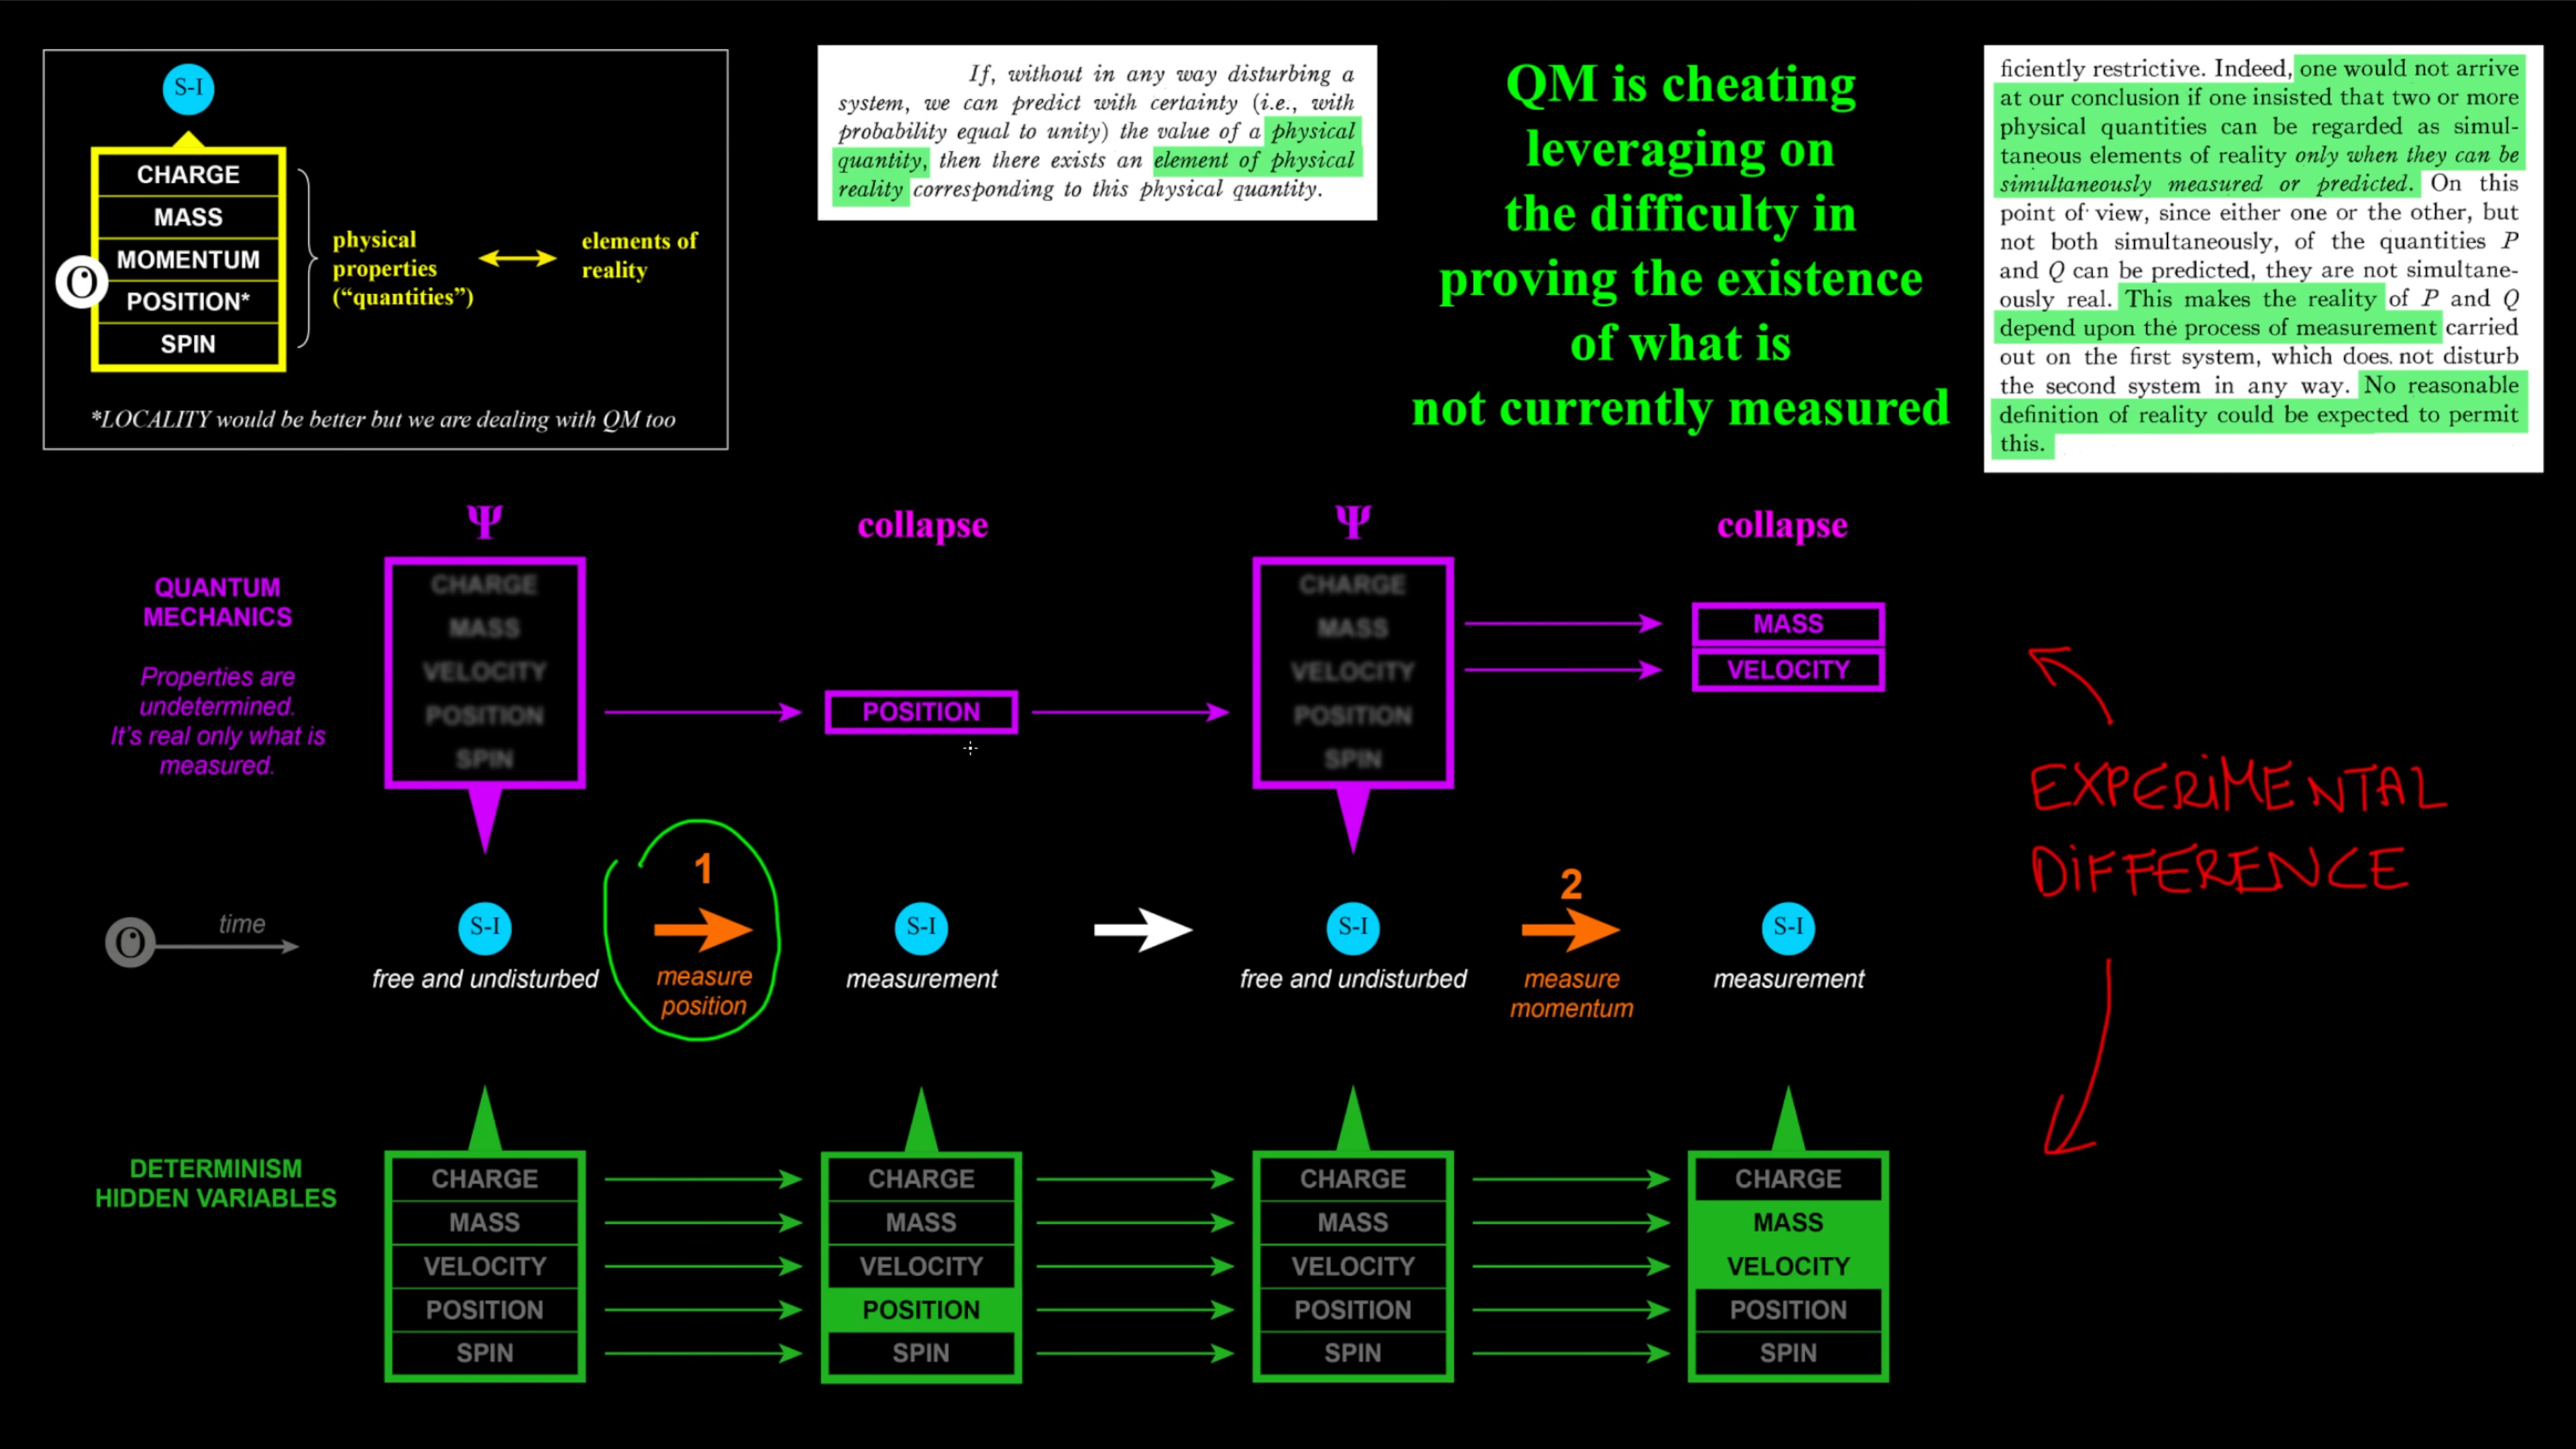 S-I
CHARGE
MASS
MOMENTUM
POSITION*
SPIN
O
physical
properties
(“quantities”)
elements of
reality
*LOCALITY would be better but we are dealing with QM too
If, without in any way disturbing a
system, we can predict with certainty (i.e., with
probability equal to unity) the value of a physical
quantity, then there exists an element of physical
reality corresponding to this physical quantity.
QM is cheating
leveraging on
the difficulty in
proving the existence
of what is
not currently measured
ficiently restrictive. Indeed, one would not arrive
at our conclusion if one insisted that two or more
physical quantities can be regarded as simul-
taneous elements of reality only when they can be
simultaneously measured or predicted. On this
point of view, since either one or the other, but
not both simultaneously, of the quantities P
and Q can be predicted, they are not simultane-
ously real. This makes the reality of P and Q
depend upon the process of measurement carried
out on the first system, which does not disturb
the second system in any way. No reasonable
definition of reality could be expected to permit
this.
QUANTUM
MECHANICS
Properties are
undetermined.
It’s real only what is
measured.
Ψ
CHARGE
MASS
VELOCITY
POSITION
SPIN
collapse
POSITION
Ψ
CHARGE
MASS
VELOCITY
POSITION
SPIN
collapse
MASS
VELOCITY
EXPERIMENTAL
DIFFERENCE
O
time
S-I
free and undisturbed
1
measure
position
S-I
measurement
S-I
free and undisturbed
2
measure
momentum
S-I
measurement
DETERMINISM
HIDDEN VARIABLES
CHARGE
MASS
VELOCITY
POSITION
SPIN
CHARGE
MASS
VELOCITY
POSITION
SPIN
CHARGE
MASS
VELOCITY
POSITION
SPIN
CHARGE
MASS
VELOCITY
POSITION
SPIN